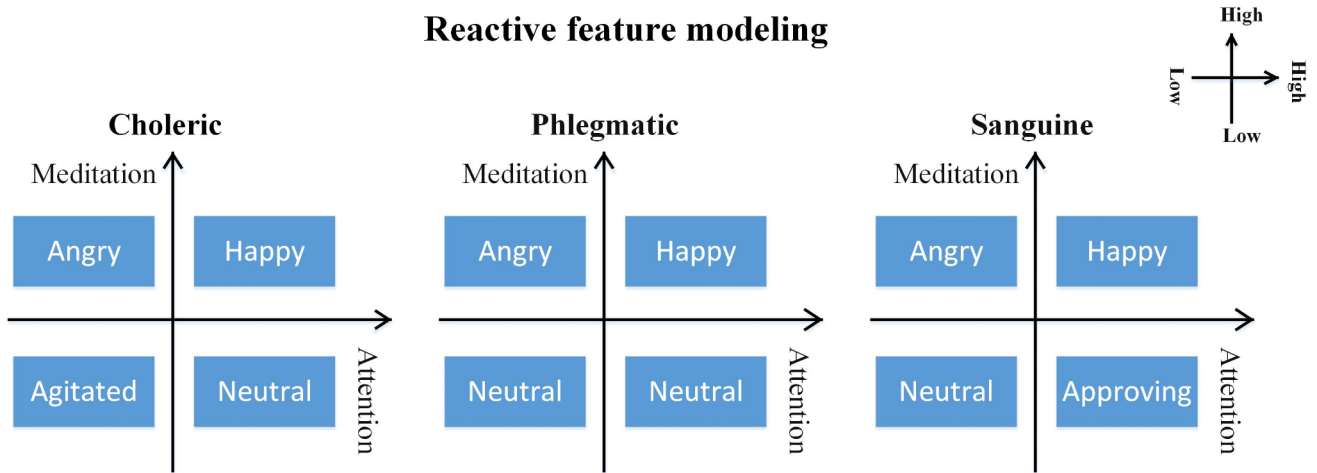 Reactive feature modeling
High
Low
High
Low
Choleric
Meditation
Angry
Happy
Agitated
Neutral
Attention
Phlegmatic
Meditation
Angry
Happy
Neutral
Neutral
Attention
Sanguine
Meditation
Angry
Happy
Neutral
Approving
Attention